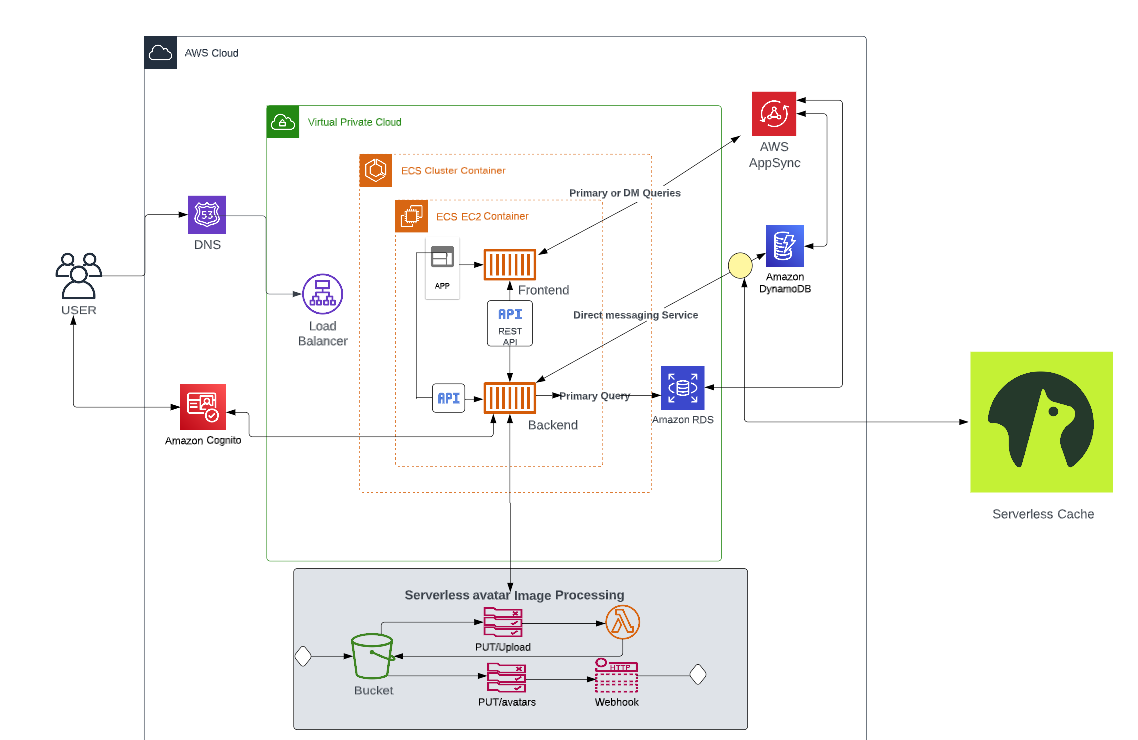 AWS Cloud
Virtual Private Cloud
AWS
AppSync
ECS Cluster Container
Primary or DM Queries
53
ECS EC2 Container
DNS
APP
Frontend
Amazon
DynamoDB
USER
API
REST
API
Direct messaging Service
Load
Balancer
API
Primary Query
Amazon RDS
Backend
Amazon Cognito
Serverless Cache
Serverless avatar Image Processing
PUT/Upload
HTTP
Bucket
PUT/avatars
Webhook